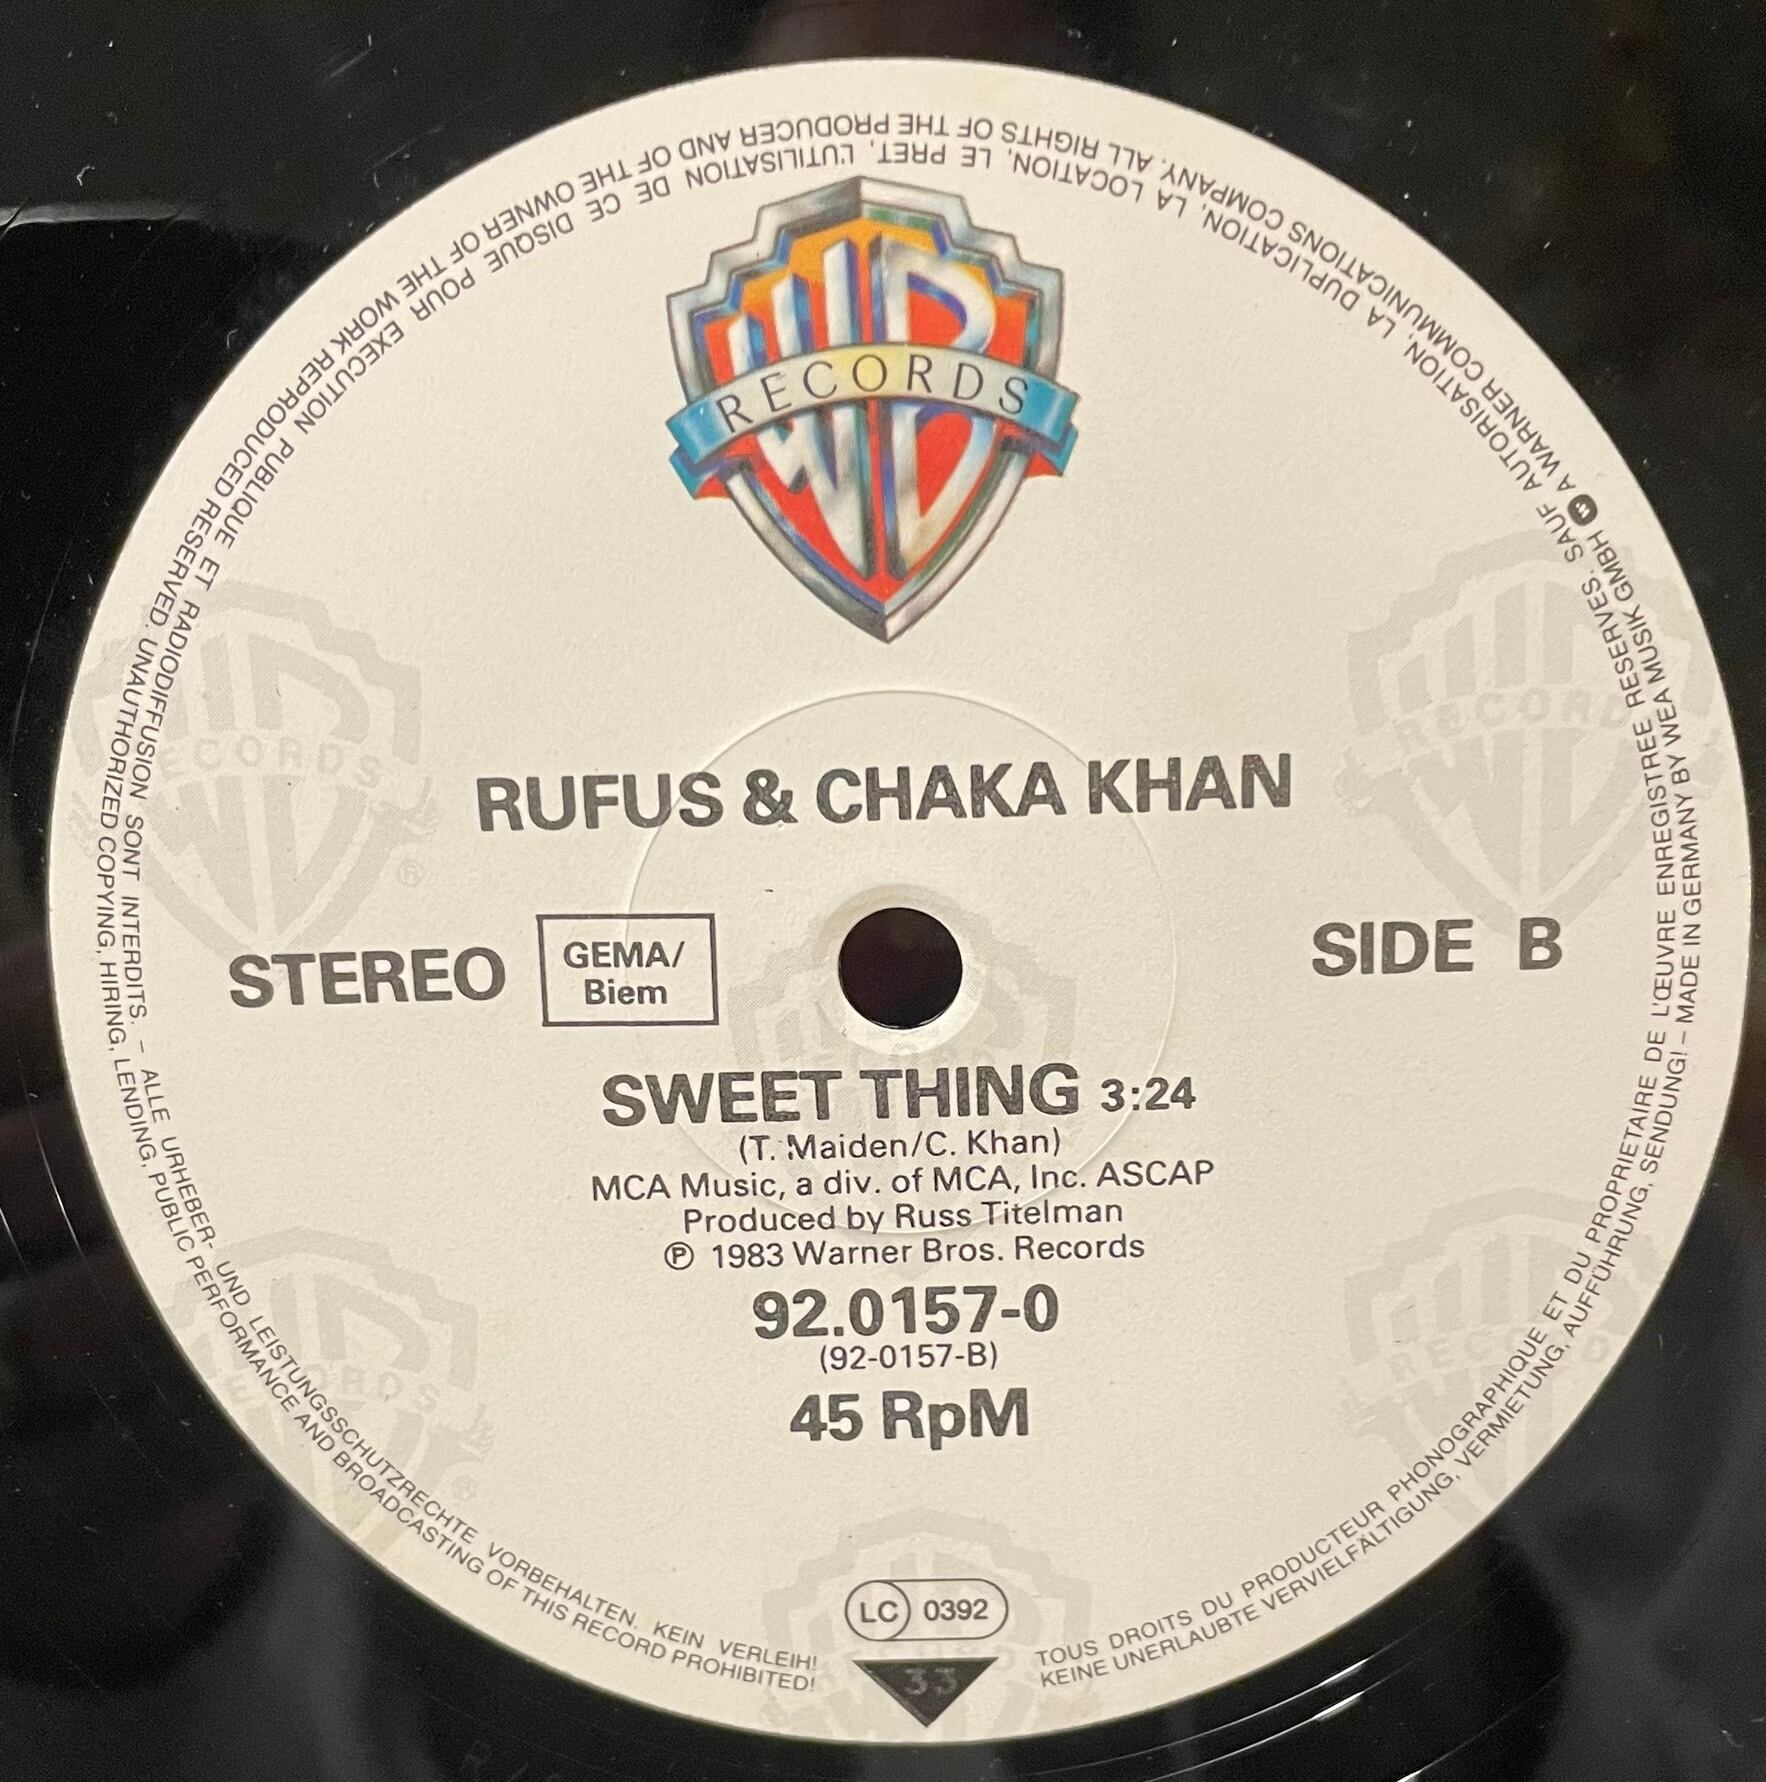 WB
RECORDS
RUFUS & CHAKA KHAN
STEREO
GEMA/
Biem
SIDE B
SWEET THING 3:24
(T. Maiden/C. Khan)
MCA Music, a div. of MCA, Inc. ASCAP
Produced by Russ Titelman
℗ 1983 Warner Bros. Records
92.0157-0
(92-0157-B)
45 RpM
LC 0392
33
TOUS DROITS DU PRODUCTEUR PHONOGRAPHIQUE ET DU PROPRIETAIRE DE L'ŒUVRE ENREGISTREE RESERVES. SAUF AUTORISATION, LA DUPLICATION, LA LOCATION, LE PRET, L'UTILISATION DE CE DISQUE POUR EXECUTION PUBLIQUE ET RADIODIFFUSION SONT INTERDITS. – ALLE URHEBER- UND LEISTUNGSSCHUTZRECHTE VORBEHALTEN. KEIN VERLEIH!
KEINE UNERLAUBTE VERVIELFÄLTIGUNG, VERMIETUNG, AUFFÜHRUNG, SENDUNG! – MADE IN GERMANY BY WEA MUSIK GMBH W A WARNER COMMUNICATIONS COMPANY. ALL RIGHTS OF THE PRODUCER AND OF THE OWNER OF THE WORK REPRODUCED RESERVED. UNAUTHORIZED COPYING, HIRING, LENDING, PUBLIC PERFORMANCE AND BROADCASTING OF THIS RECORD PROHIBITED!